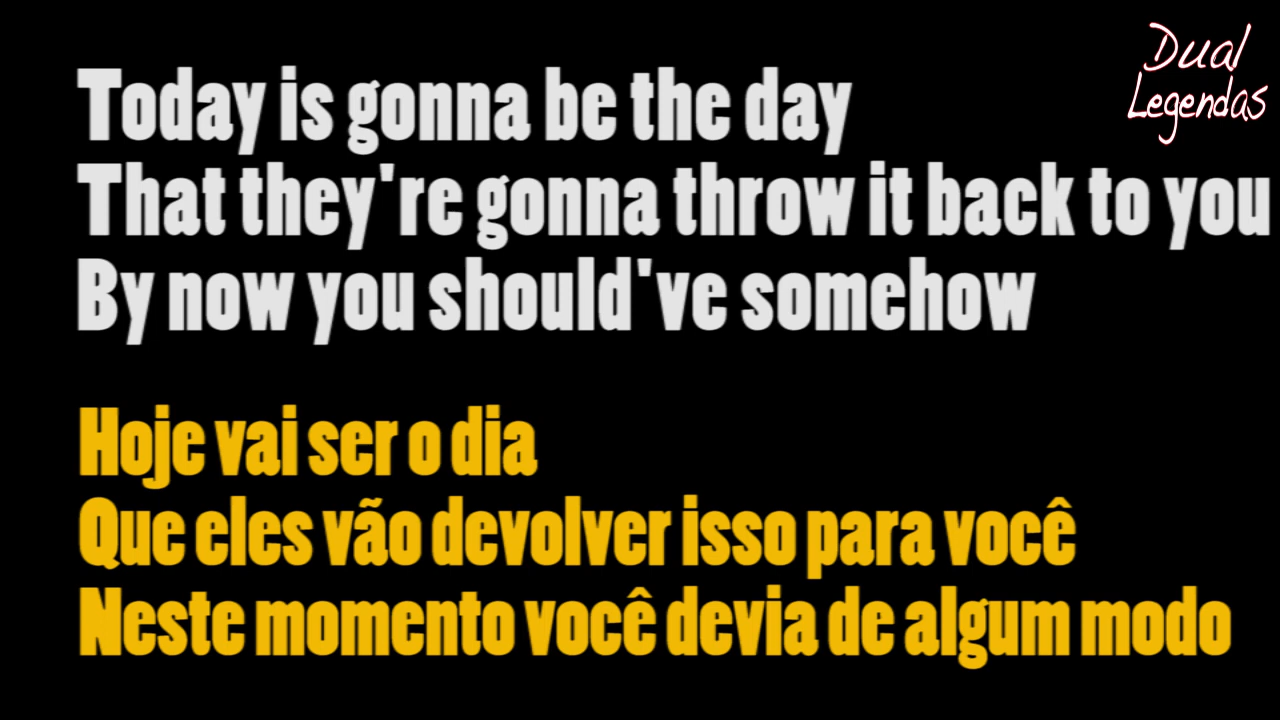 Dual
Legendas
Today is gonna be the day
That they're gonna throw it back to you
By now you should've somehow
Hoje vai ser o dia
Que eles vão devolver isso para você
Neste momento você devia de algum modo